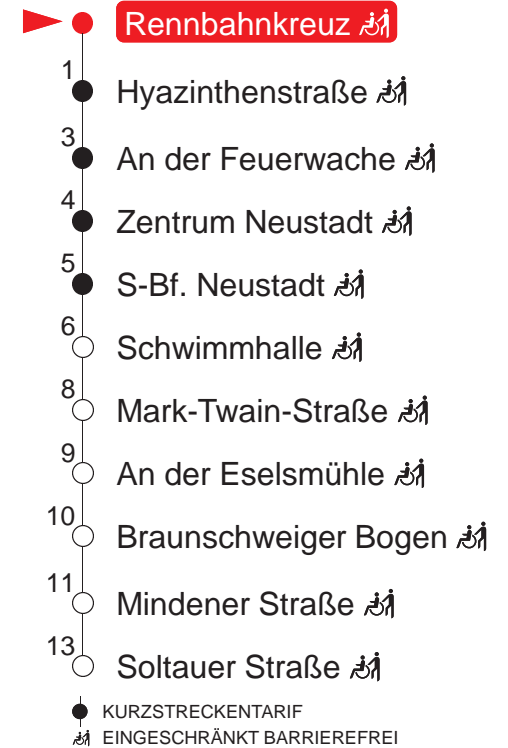 Rennbahnkreuz
1
Hyazinthenstraße
3
An der Feuerwache
4
Zentrum Neustadt
5
S-Bf. Neustadt
6
Schwimmhalle
8
Mark-Twain-Straße
9
An der Eselsmühle
10
Braunschweiger Bogen
11
Mindener Straße
13
Soltauer Straße
KURZSTRECKENTARIF
EINGESCHRÄNKT BARRIEREFREI